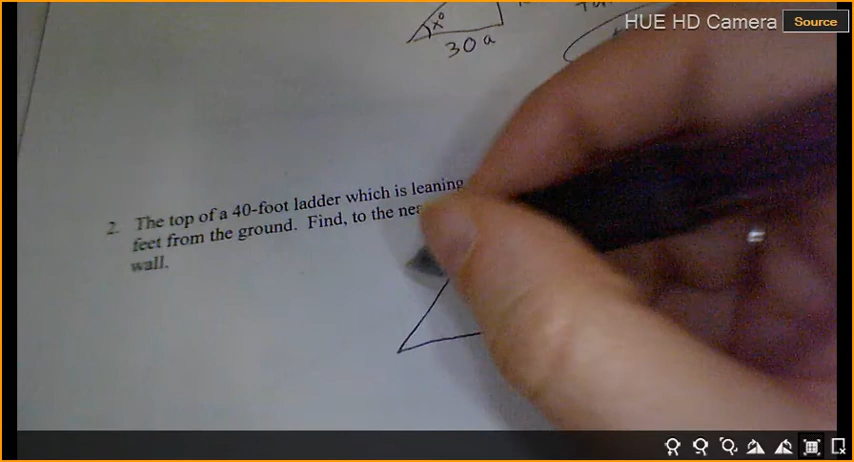 HUE HD Camera
Source
x°
30 a
2. The top of a 40-foot ladder which is leaning
feet from the ground. Find, to the
wall.